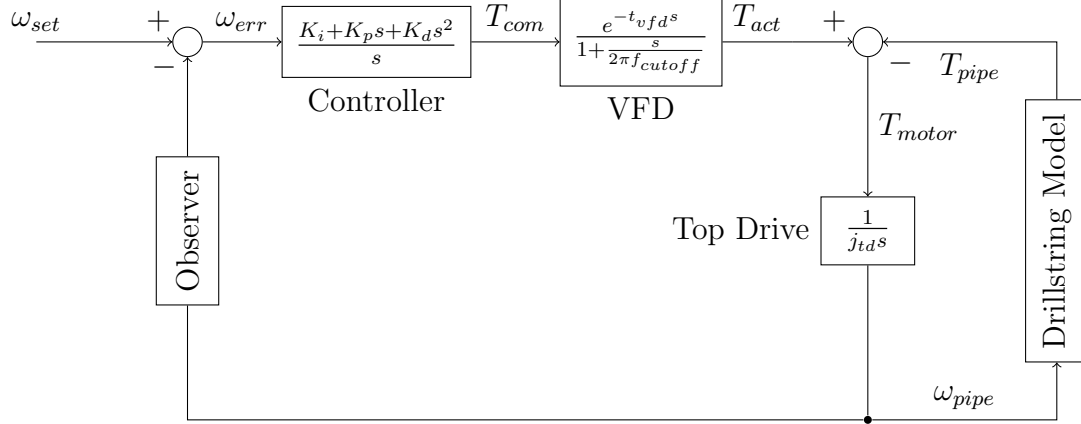 ω_set
+
−
ω_err
K_i+K_p s+K_d s²
s
Controller
T_com
e^{−t_vfd s}
1+ s / 2πf_cutoff
VFD
T_act
+
−
T_pipe
T_motor
Top Drive
1
j_td s
Observer
Drillstring Model
ω_pipe